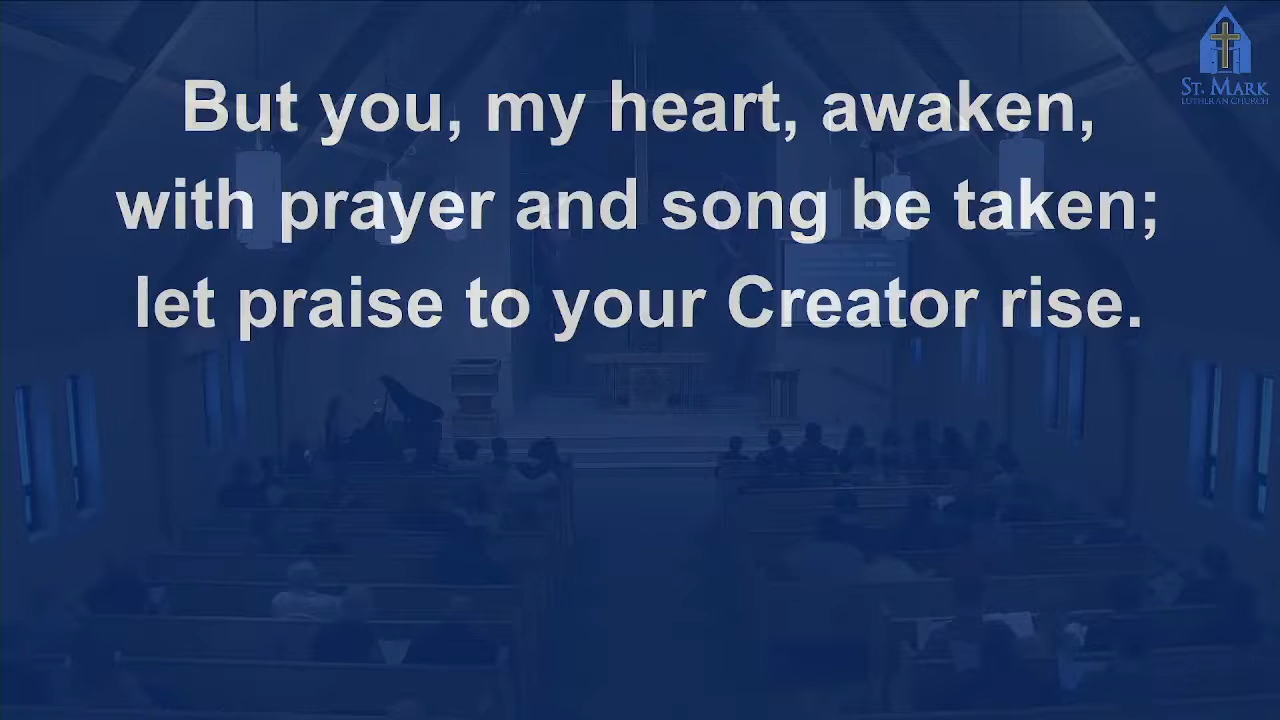 But you, my heart, awaken,
with prayer and song be taken;
let praise to your Creator rise.
ST. MARK
LUTHERAN CHURCH